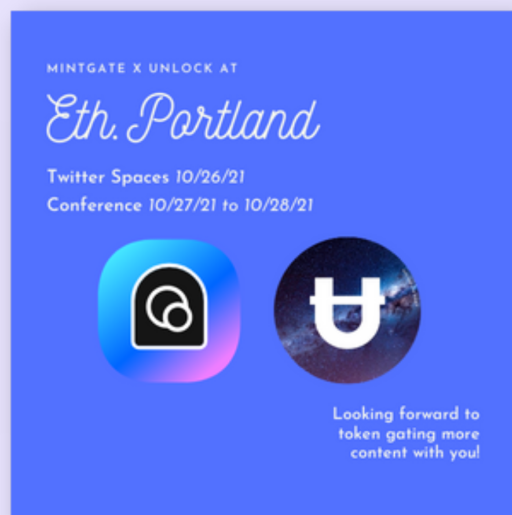 MINTGATE X UNLOCK AT
Eth. Portland
Twitter Spaces 10/26/21
Conference 10/27/21 to 10/28/21
Looking forward to
token gating more
content with you!